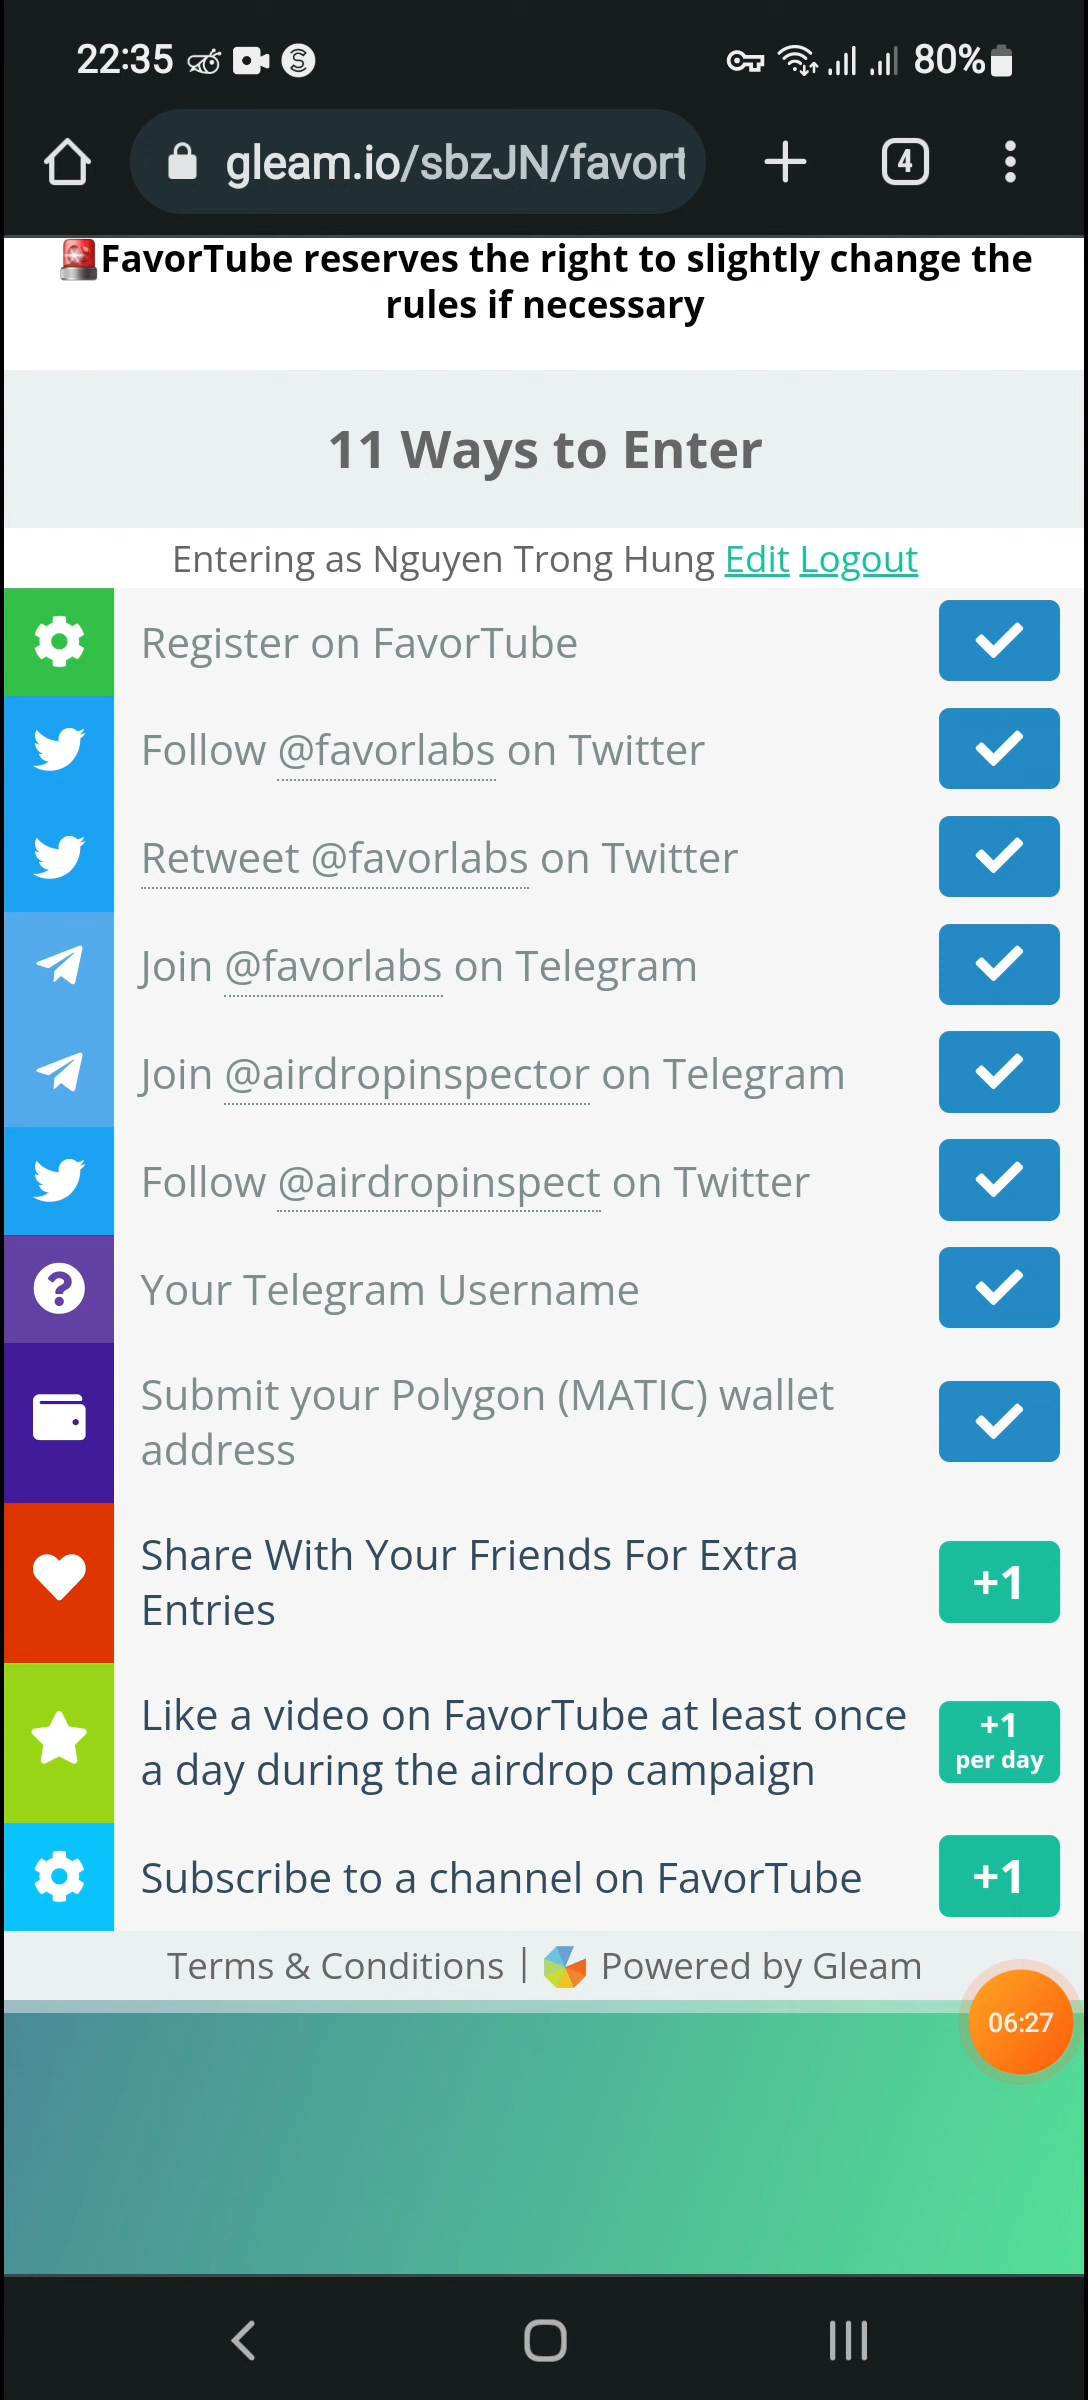 22:35
80%
gleam.io/sbzJN/favort
4
FavorTube reserves the right to slightly change the
rules if necessary
11 Ways to Enter
Entering as Nguyen Trong Hung Edit Logout
Register on FavorTube
Follow @favorlabs on Twitter
Retweet @favorlabs on Twitter
Join @favorlabs on Telegram
Join @airdropinspector on Telegram
Follow @airdropinspect on Twitter
Your Telegram Username
Submit your Polygon (MATIC) wallet
address
Share With Your Friends For Extra
Entries
+1
Like a video on FavorTube at least once
a day during the airdrop campaign
+1
per day
Subscribe to a channel on FavorTube
+1
Terms & Conditions | Powered by Gleam
06:27